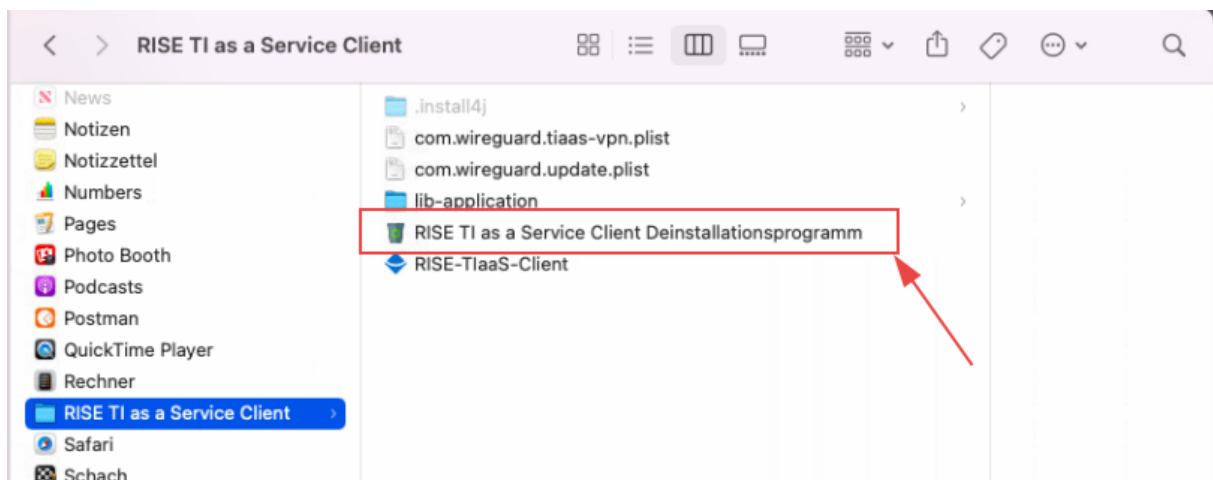 RISE TI as a Service Client
News
Notizen
Notizzettel
Numbers
Pages
Photo Booth
Podcasts
Postman
QuickTime Player
Rechner
RISE TI as a Service Client
Safari
Schach
.install4j
com.wireguard.tiaas-vpn.plist
com.wireguard.update.plist
lib-application
RISE TI as a Service Client Deinstallationsprogramm
RISE-TIaaS-Client